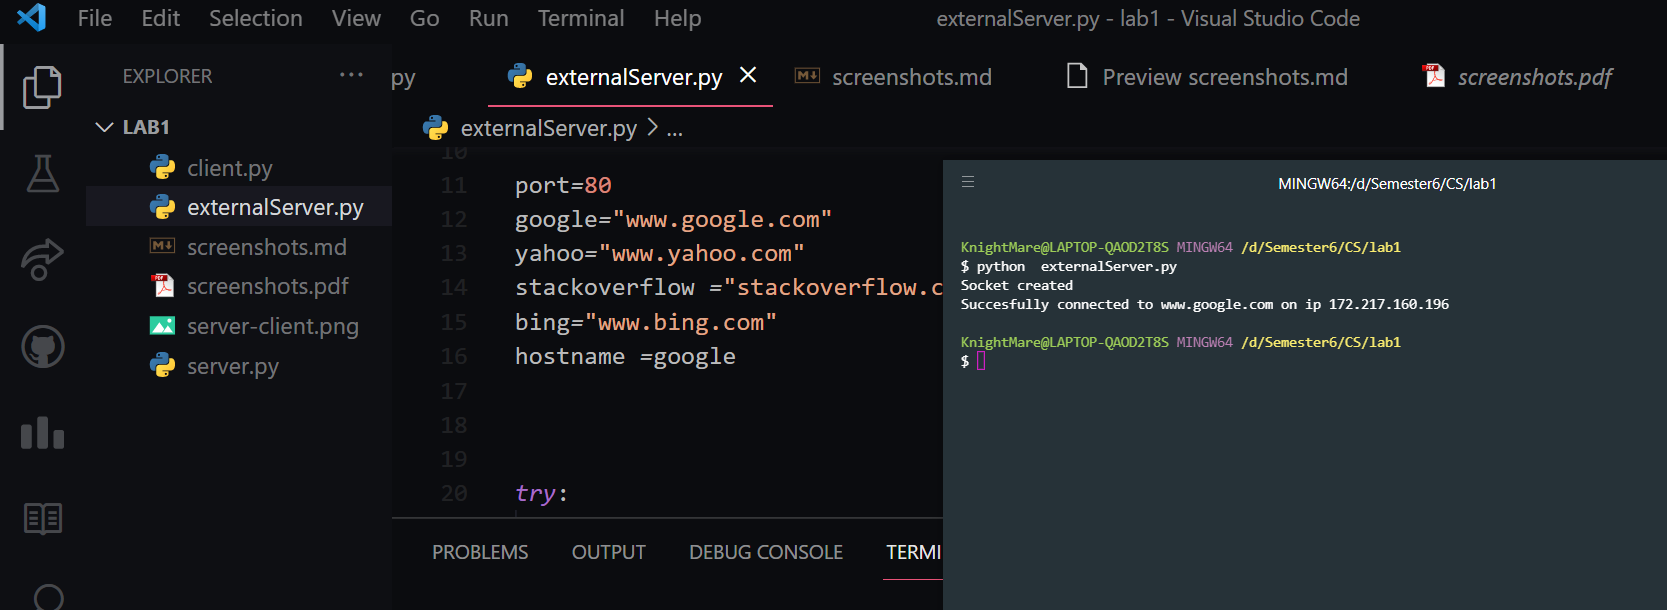 File Edit Selection View Go Run Terminal Help externalServer.py - lab1 - Visual Studio Code
EXPLORER ...
py externalServer.py screenshots.md Preview screenshots.md screenshots.pdf
LAB1
client.py
externalServer.py
screenshots.md
screenshots.pdf
server-client.png
server.py
externalServer.py > ...
10
11 port=80
12 google="www.google.com"
13 yahoo="www.yahoo.com"
14 stackoverflow ="stackoverflow.c
15 bing="www.bing.com"
16 hostname =google
17
18
19
20 try:
PROBLEMS OUTPUT DEBUG CONSOLE TERMI
MINGW64:/d/Semester6/CS/lab1
KnightMare@LAPTOP-QAOD2T8S MINGW64 /d/Semester6/CS/lab1
$ python  externalServer.py
Socket created
Succesfully connected to www.google.com on ip 172.217.160.196
KnightMare@LAPTOP-QAOD2T8S MINGW64 /d/Semester6/CS/lab1
$